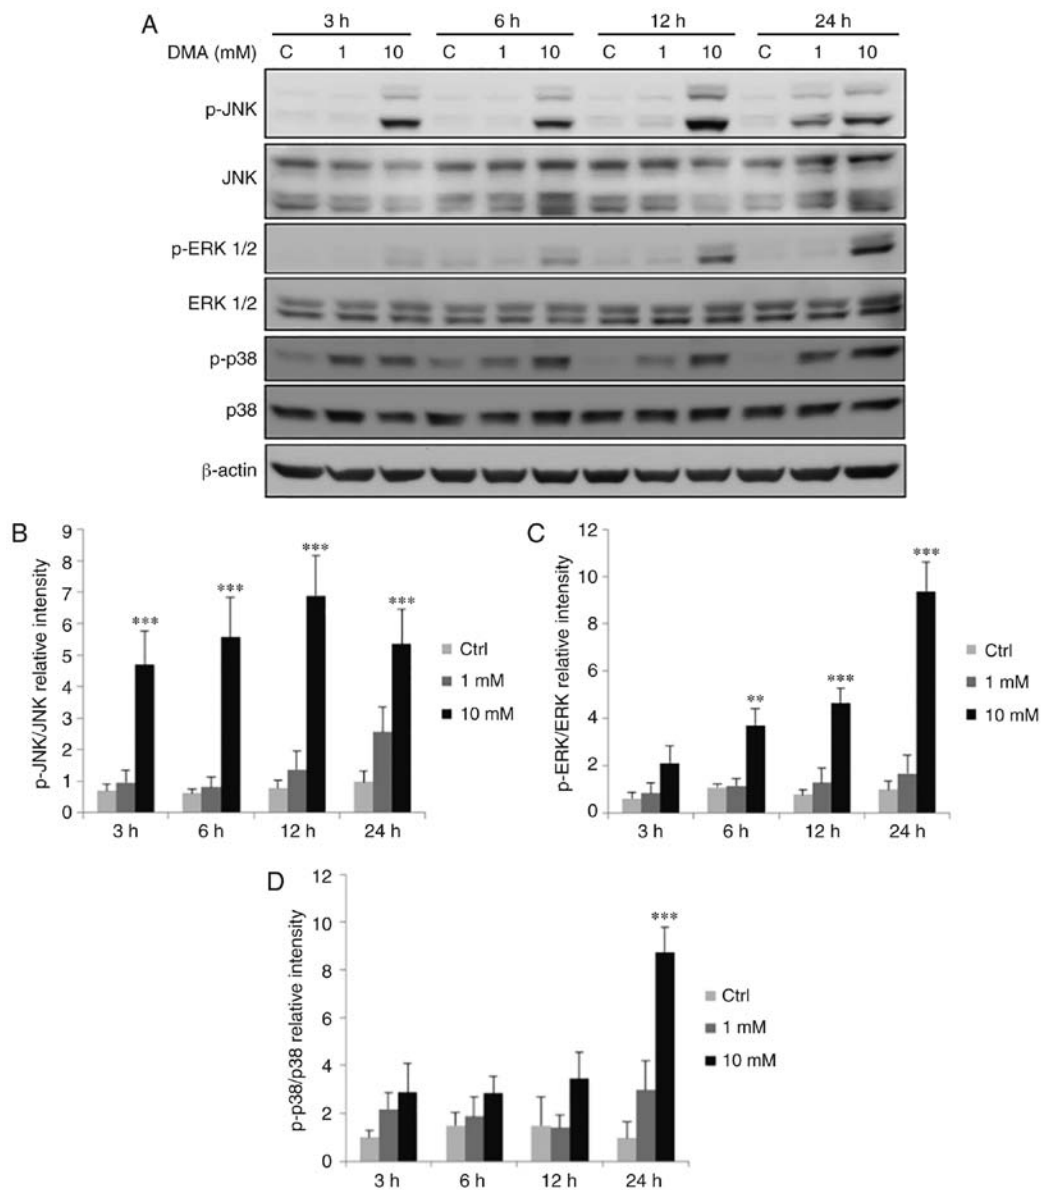 A
3 h 6 h 12 h 24 h
DMA (mM) C 1 10 C 1 10 C 1 10 C 1 10
p-JNK
JNK
p-ERK 1/2
ERK 1/2
p-p38
p38
β-actin
B
p-JNK/JNK relative intensity
9
8
7
6
5
4
3
2
1
0
***
***
***
***
3 h 6 h 12 h 24 h
Ctrl
1 mM
10 mM
C
p-ERK/ERK relative intensity
12
10
8
6
4
2
0
**
***
***
3 h 6 h 12 h 24 h
Ctrl
1 mM
10 mM
D
p-p38/p38 relative intensity
12
10
8
6
4
2
0
***
3 h 6 h 12 h 24 h
Ctrl
1 mM
10 mM